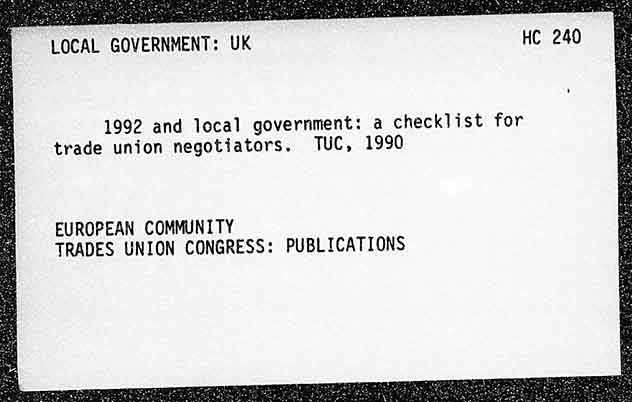 LOCAL GOVERNMENT: UK HC 240
1992 and local government: a checklist for
trade union negotiators. TUC, 1990
EUROPEAN COMMUNITY
TRADES UNION CONGRESS: PUBLICATIONS